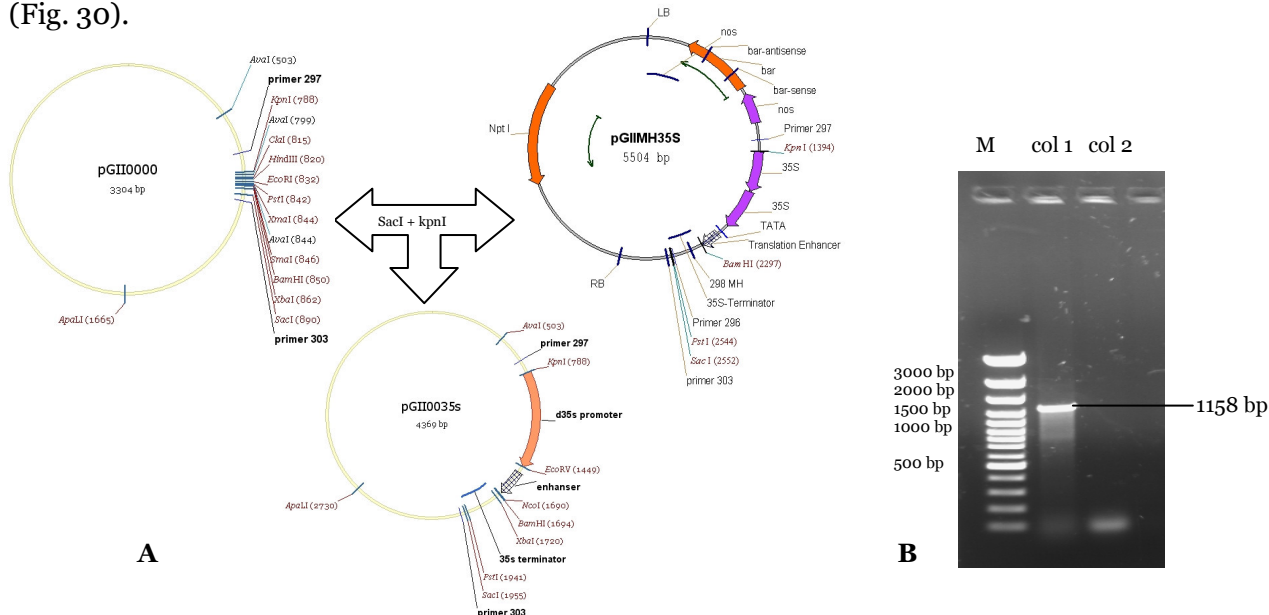 (Fig. 30).
AvaI (503)
primer 297
KpnI (788)
AvaI (799)
ClaI (815)
HindIII (820)
EcoRI (832)
PstI (842)
XmaI (844)
AvaI (844)
SmaI (846)
BamHI (850)
XbaI (862)
SacI (890)
primer 303
ApaLI (1665)
pGII0000
3304 bp
SacI + kpnI
LB
nos
bar-antisense
bar
bar-sense
nos
Primer 297
Kpn I (1394)
35S
35S
TATA
Translation Enhancer
Bam HI (2297)
298 MH
35S-Terminator
Primer 296
Pst I (2544)
Sac I (2552)
primer 303
RB
Npt I
pGIIMH35S
5504 bp
AvaI (503)
primer 297
KpnI (788)
d35s promoter
EcoRV (1449)
enhanser
NcoI (1690)
BamHI (1694)
XbaI (1720)
35s terminator
PstI (1941)
SacI (1955)
primer 303
ApaLI (2730)
pGII0035s
4369 bp
A
M col 1 col 2
3000 bp
2000 bp
1500 bp
1000 bp
500 bp
1158 bp
B